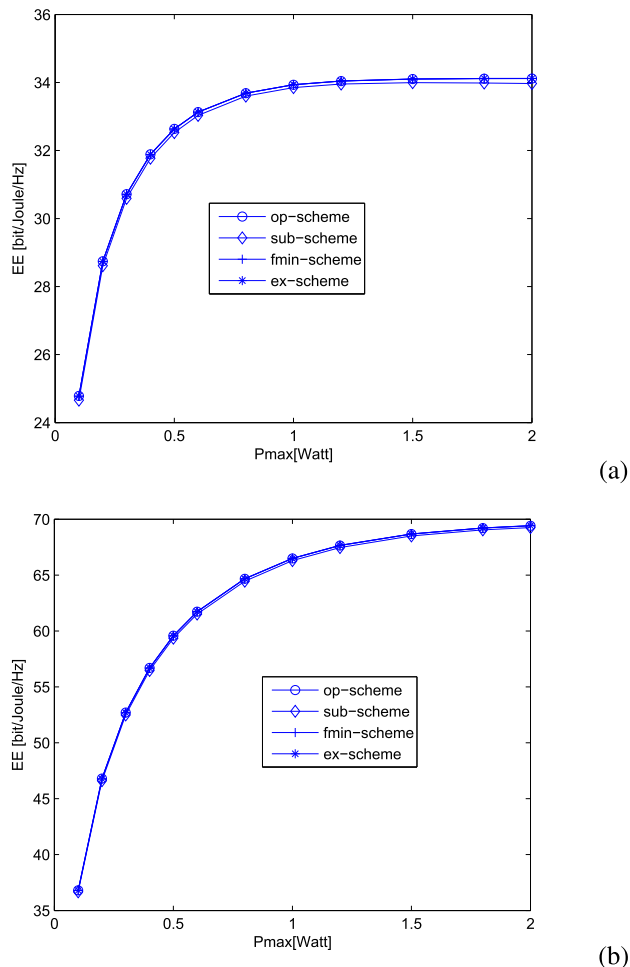 36
34
32
30
28
26
24
EE [bit/Joule/Hz]
op−scheme
sub−scheme
fmin−scheme
ex−scheme
0 0.5 1 1.5 2
Pmax[Watt]
(a)
70
65
60
55
50
45
40
35
EE [bit/Joule/Hz]
op−scheme
sub−scheme
fmin−scheme
ex−scheme
0 0.5 1 1.5 2
Pmax[Watt]
(b)